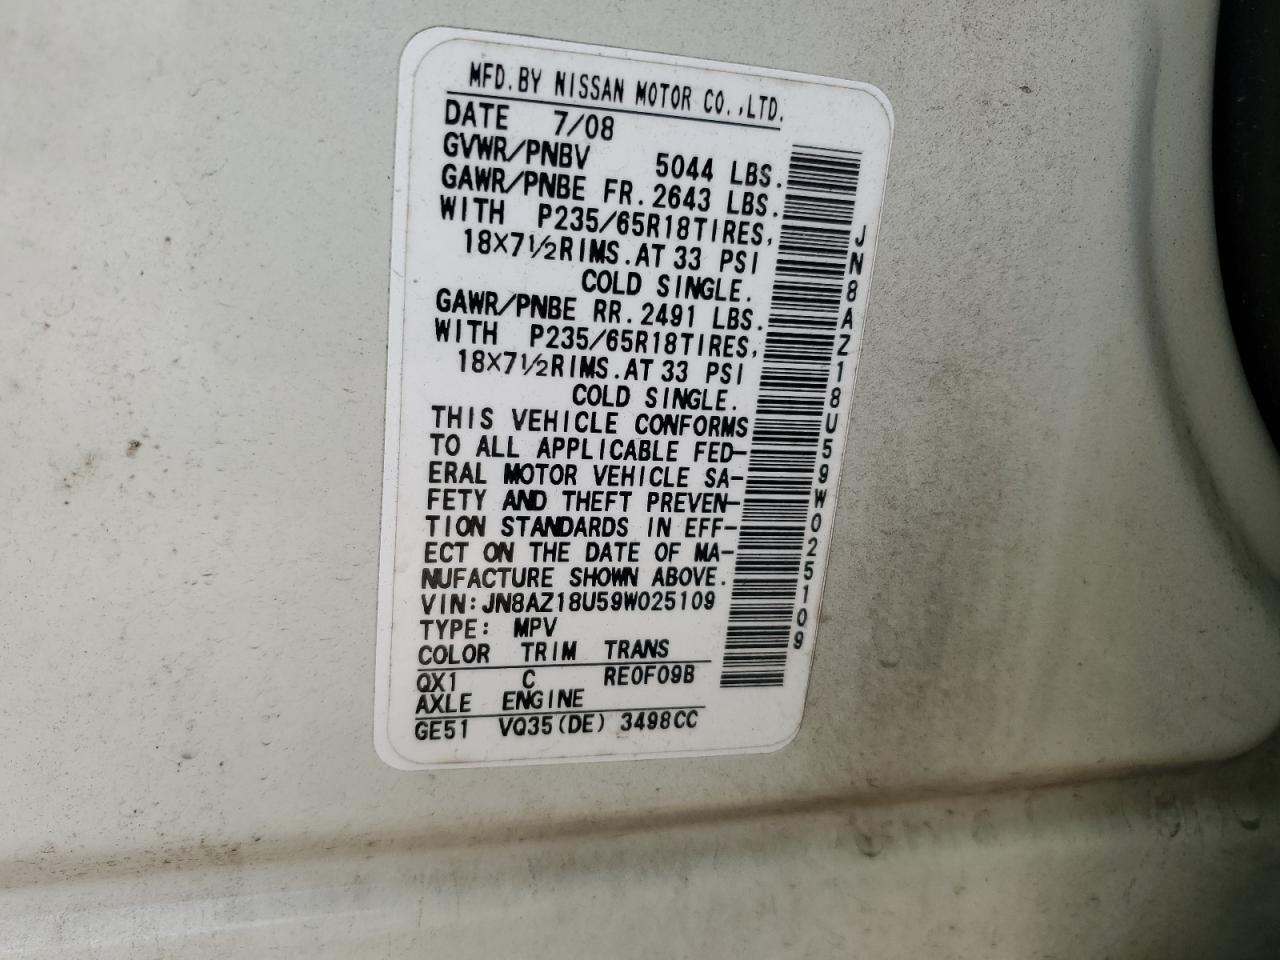 MFD.BY NISSAN MOTOR CO.,LTD.
DATE 7/08
GVWR/PNBV 5044 LBS.
GAWR/PNBE FR.2643 LBS.
WITH P235/65R18TIRES,
18X7½RIMS.AT 33 PSI
COLD SINGLE.
GAWR/PNBE RR.2491 LBS.
WITH P235/65R18TIRES,
18X7½RIMS.AT 33 PSI
COLD SINGLE.
THIS VEHICLE CONFORMS
TO ALL APPLICABLE FED-
ERAL MOTOR VEHICLE SA-
FETY AND THEFT PREVEN-
TION STANDARDS IN EFF-
ECT ON THE DATE OF MA-
NUFACTURE SHOWN ABOVE.
VIN:JN8AZ18U59W025109
TYPE: MPV
COLOR TRIM TRANS
QX1 C RE0F09B
AXLE ENGINE
GE51 VQ35(DE) 3498CC
JN8AZ18U59W025109